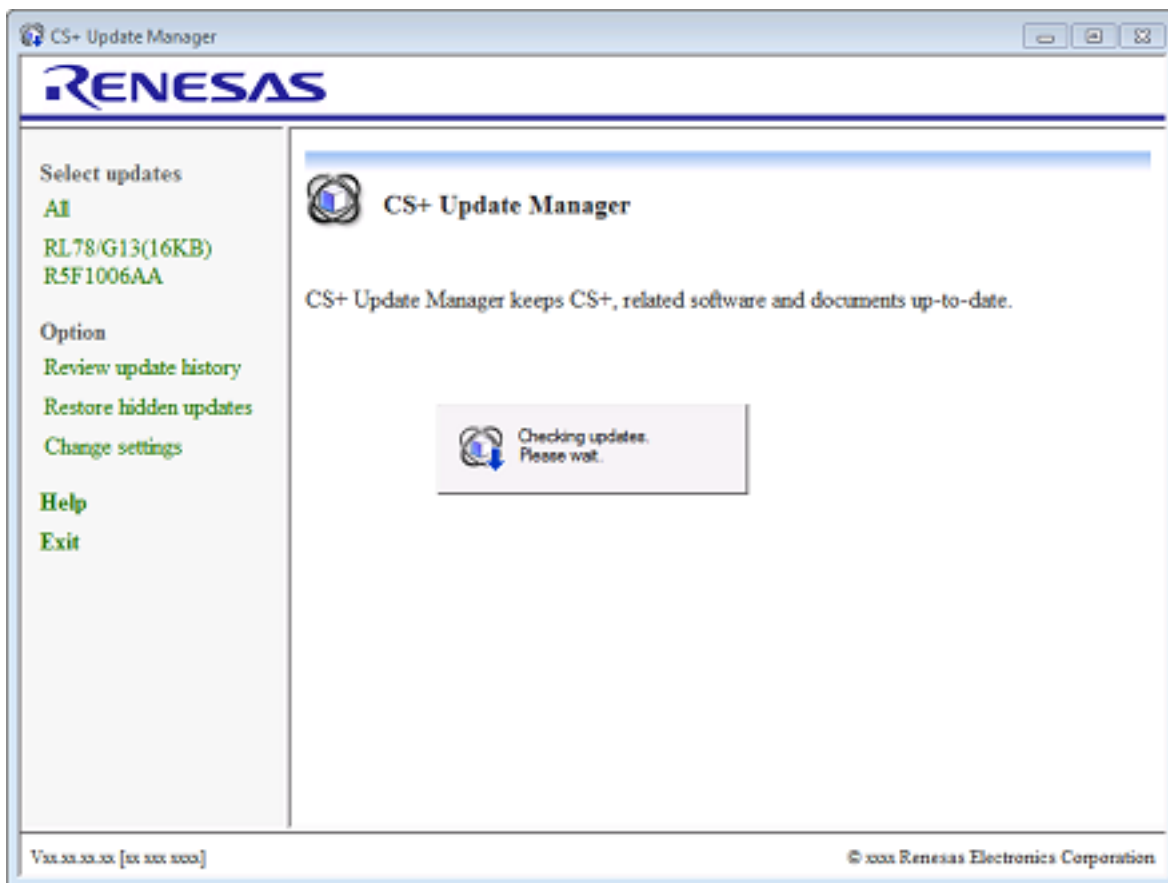 CS+ Update Manager
RENESAS
Select updates
All
RL78/G13(16KB)
R5F1006AA
Option
Review update history
Restore hidden updates
Change settings
Help
Exit
CS+ Update Manager
CS+ Update Manager keeps CS+, related software and documents up-to-date.
Checking updates.
Please wait..
Vxx.xx.xx.xx [xx xxx xxxx]
© xxxx Renesas Electronics Corporation